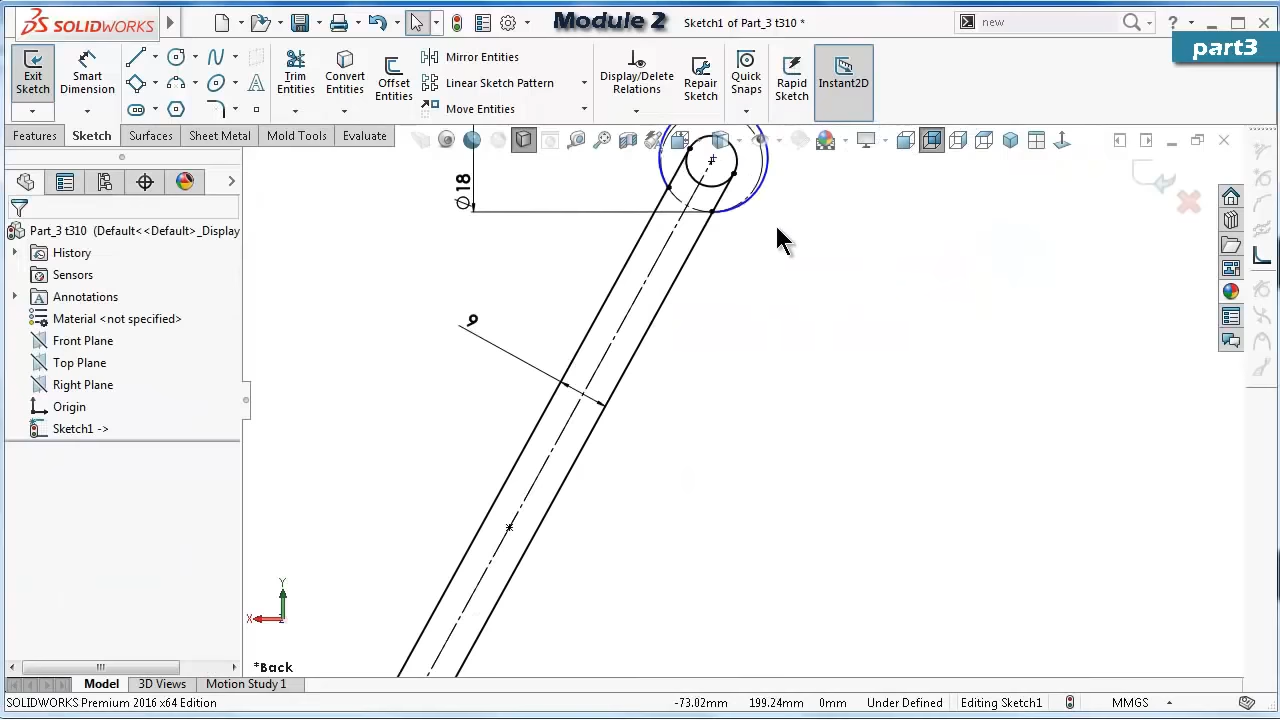 SOLIDWORKS
Module 2
Sketch1 of Part_3 t310 *
new
part3
Exit Sketch
Smart Dimension
Trim Entities
Convert Entities
Offset Entities
Mirror Entities
Linear Sketch Pattern
Move Entities
Display/Delete Relations
Repair Sketch
Quick Snaps
Rapid Sketch
Instant2D
Features
Sketch
Surfaces
Sheet Metal
Mold Tools
Evaluate
Part_3 t310 (Default<<Default>_Display
History
Sensors
Annotations
Material <not specified>
Front Plane
Top Plane
Right Plane
Origin
Sketch1 ->
∅18
9
Y
X
Z
*Back
Model
3D Views
Motion Study 1
SOLIDWORKS Premium 2016 x64 Edition
-73.02mm
199.24mm
0mm
Under Defined
Editing Sketch1
MMGS